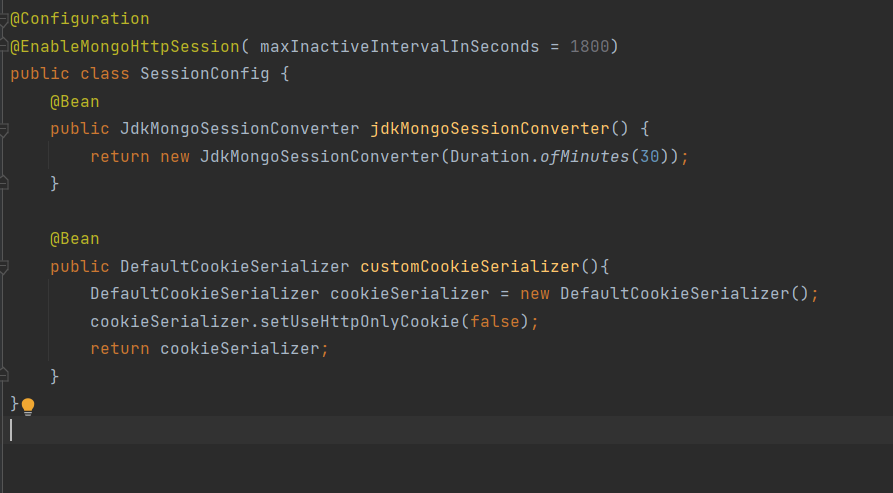 @Configuration
@EnableMongoHttpSession( maxInactiveIntervalInSeconds = 1800)
public class SessionConfig {
    @Bean
    public JdkMongoSessionConverter jdkMongoSessionConverter() {
        return new JdkMongoSessionConverter(Duration.ofMinutes(30));
    }

    @Bean
    public DefaultCookieSerializer customCookieSerializer(){
        DefaultCookieSerializer cookieSerializer = new DefaultCookieSerializer();
        cookieSerializer.setUseHttpOnlyCookie(false);
        return cookieSerializer;
    }
}